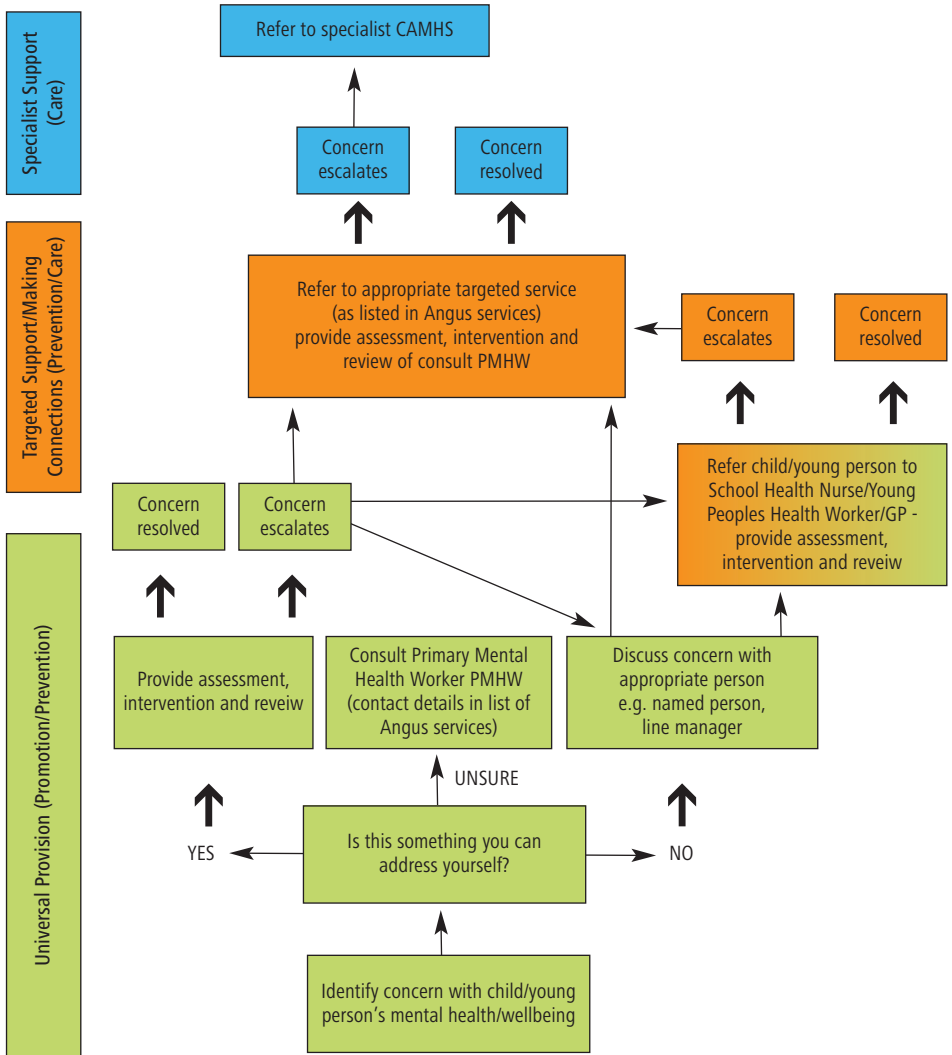 Specialist Support
(Care)
Refer to specialist CAMHS
Concern
escalates
Concern
resolved
Targeted Support/Making
Connections (Prevention/Care)
Refer to appropriate targeted service
(as listed in Angus services)
provide assessment, intervention and
review of consult PMHW
Concern
escalates
Concern
resolved
Refer child/young person to
School Health Nurse/Young
Peoples Health Worker/GP -
provide assessment,
intervention and reveiw
Concern
resolved
Concern
escalates
Universal Provision (Promotion/Prevention)
Provide assessment,
intervention and reveiw
Consult Primary Mental
Health Worker PMHW
(contact details in list of
Angus services)
Discuss concern with
appropriate person
e.g. named person,
line manager
UNSURE
YES
Is this something you can
address yourself?
NO
Identify concern with child/young
person's mental health/wellbeing